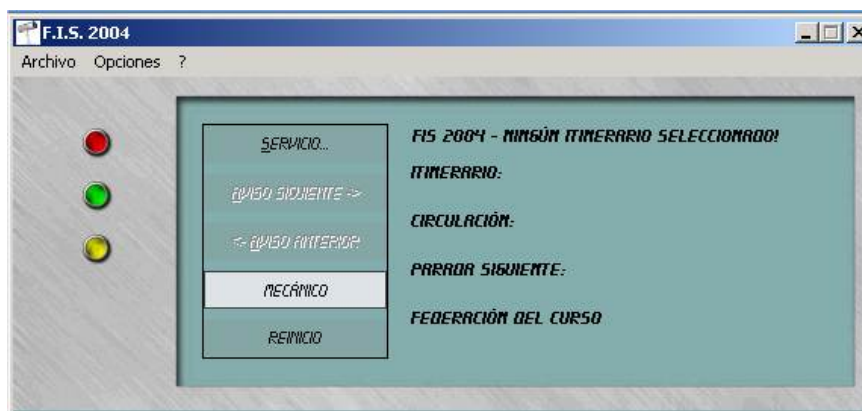 F.I.S. 2004
Archivo Opciones ?
SERVICIO...
AVISO SIGUIENTE ->
<- AVISO ANTERIOR
MECÁNICO
REINICIO
FIS 2004 - NINGÚN ITINERARIO SELECCIONADO!
ITINERARIO:
CIRCULACIÓN:
PARADA SIGUIENTE:
FEDERACIÓN DEL CURSO